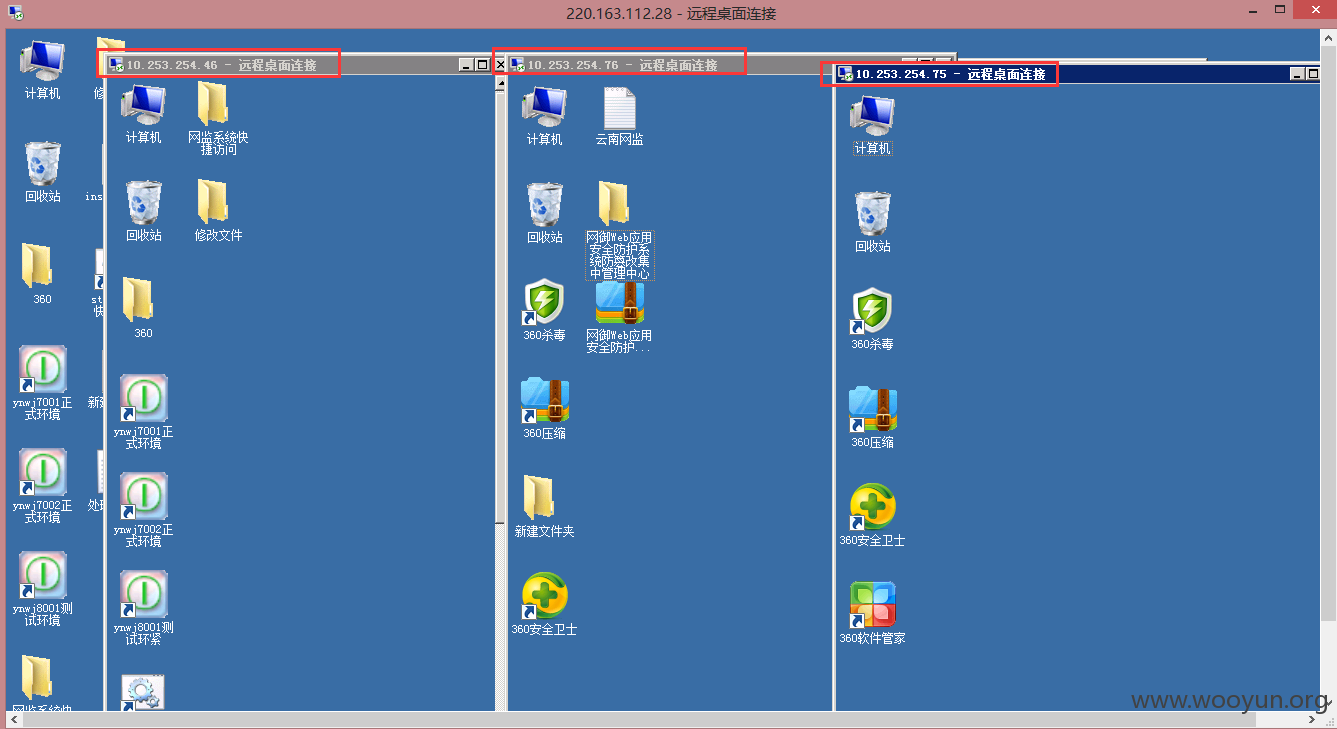 220.163.112.28 - 远程桌面连接
计算机
回收站
360
ynwj7001正
式环境
ynwj7002正
式环境
ynwj8001测
试环境
网监系统快
修
ins
st
快
新建
处理
10.253.254.46 - 远程桌面连接
计算机
网监系统快
捷访问
回收站
修改文件
360
ynwj7001正
式环境
ynwj7002正
式环境
ynwj8001测
试环紧
10.253.254.76 - 远程桌面连接
计算机
云南网监
回收站
网御Web应用
安全防护系
统防篡改集
中管理中心
360杀毒
网御Web应用
安全防护...
360压缩
新建文件夹
360安全卫士
10.253.254.75 - 远程桌面连接
计算机
回收站
360杀毒
360压缩
360安全卫士
360软件管家
www.wooyun.org